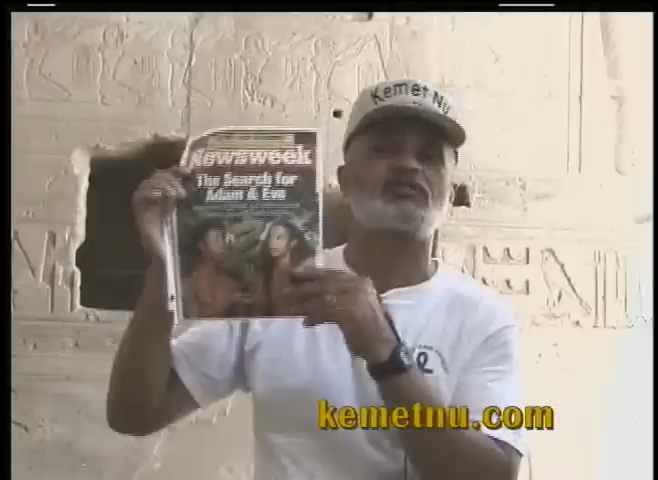 Kemet Nu
Newsweek
The Search for
Adam & Eve
kemetnu.com